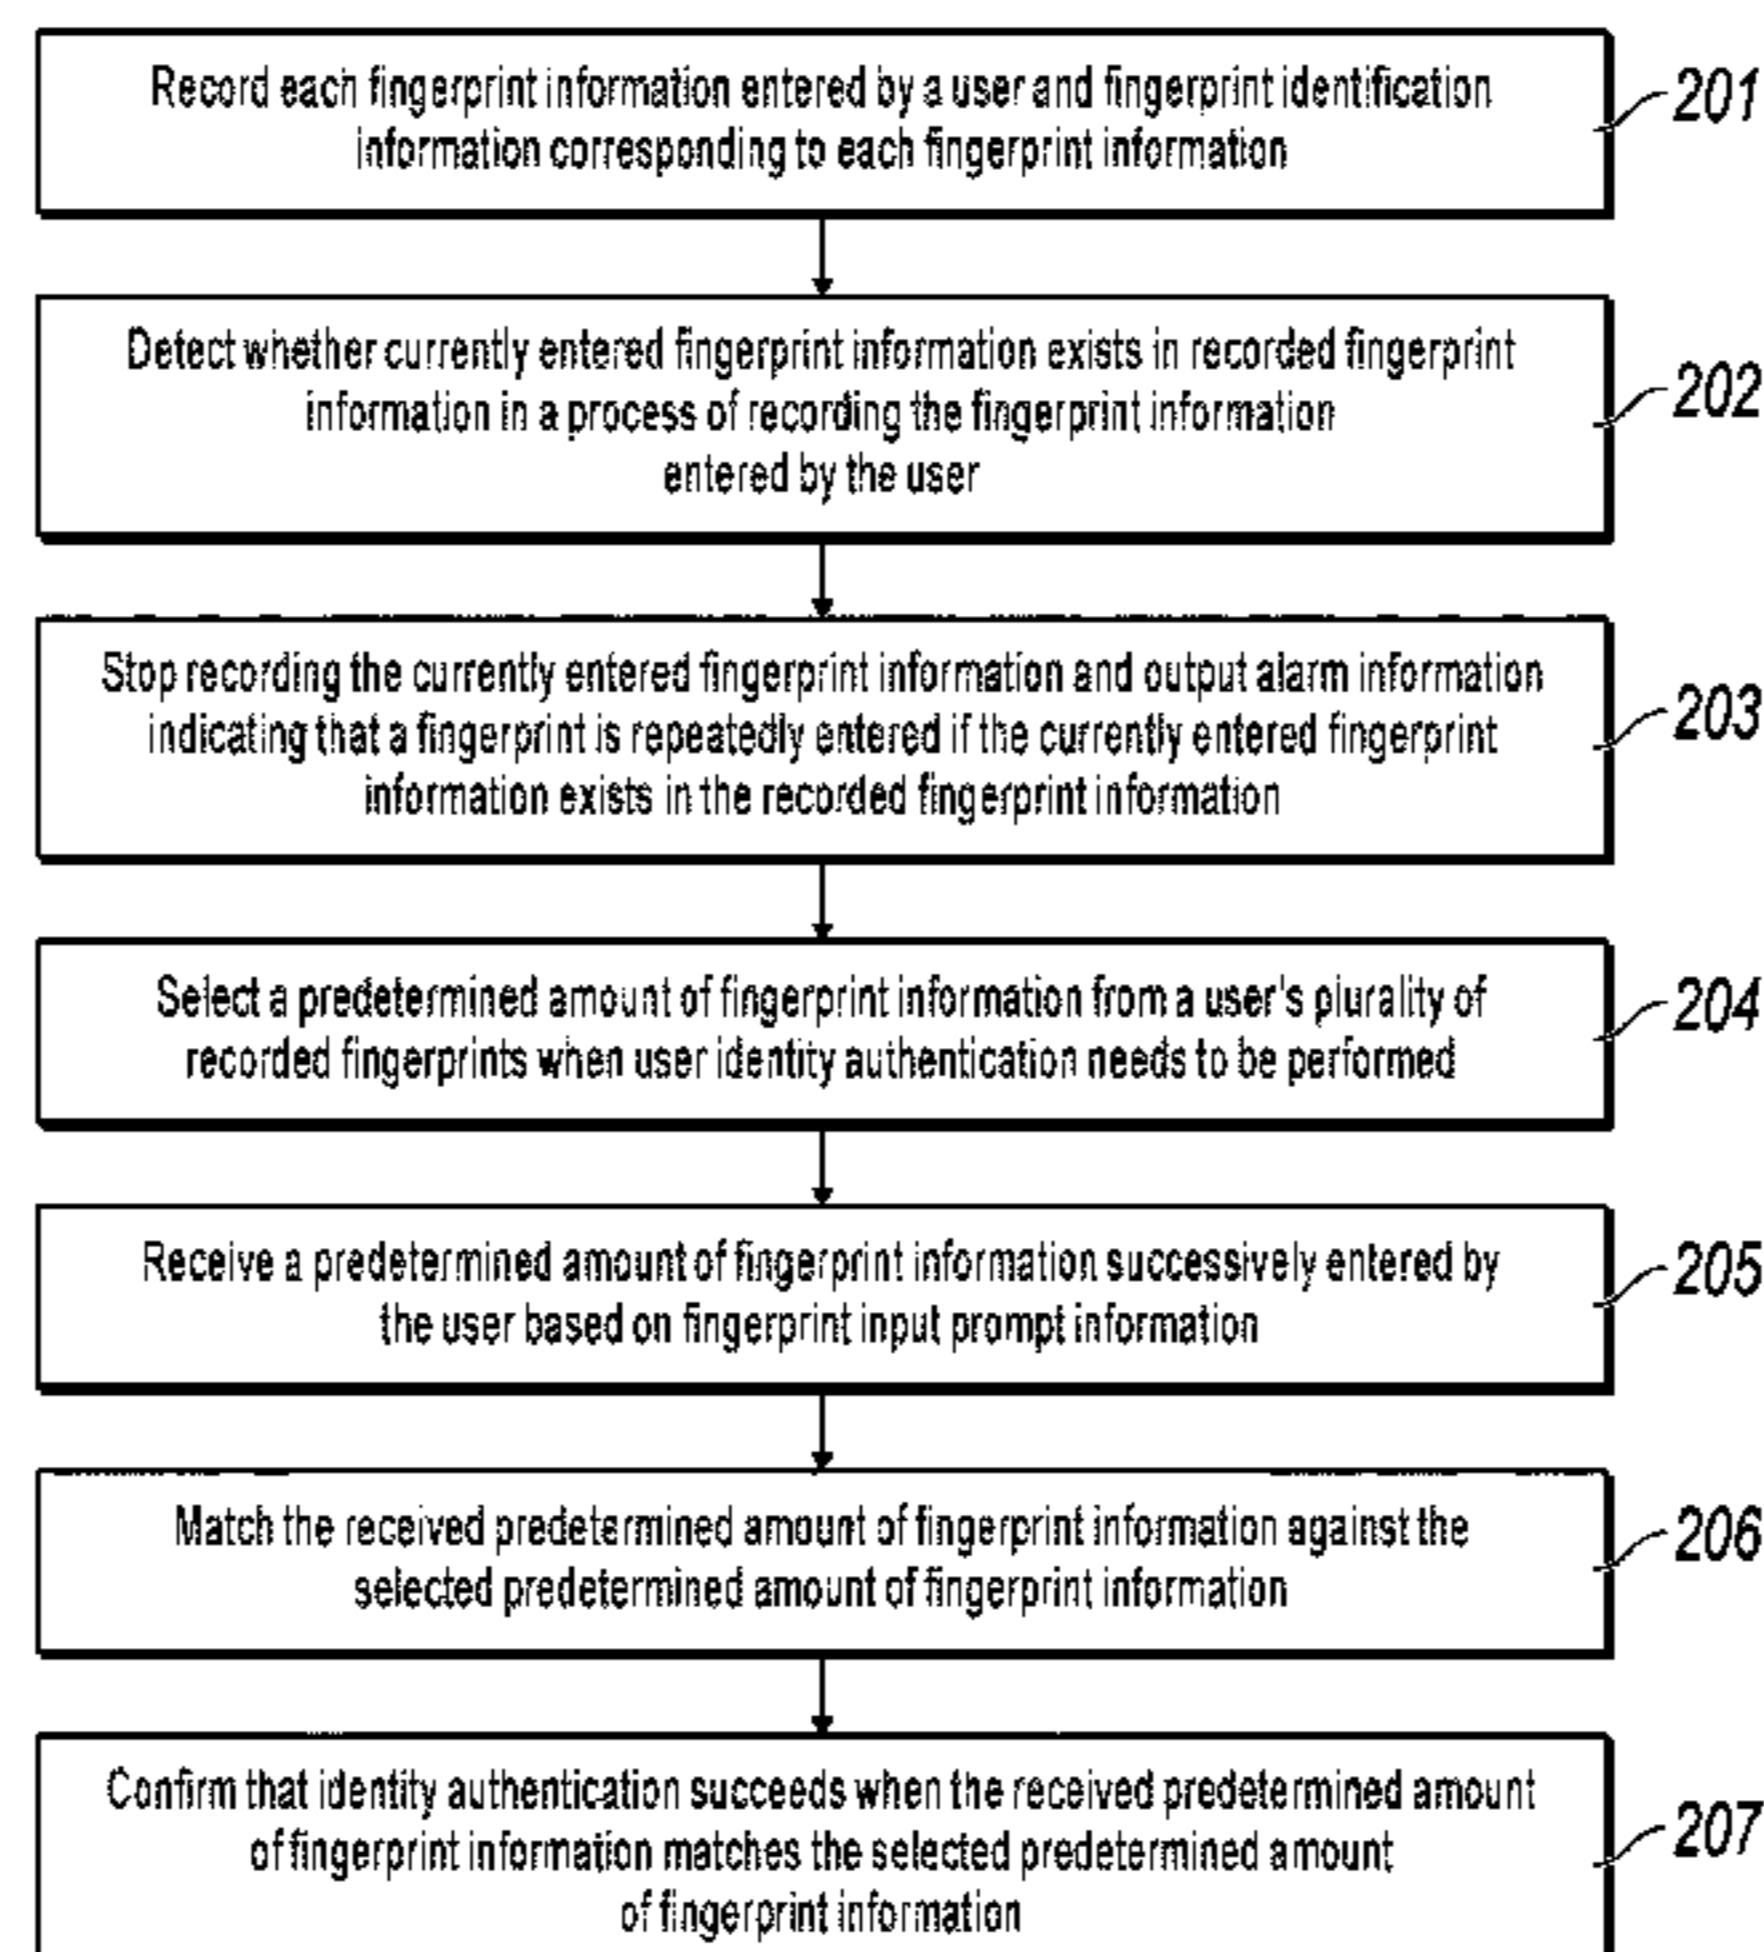 Record each fingerprint information entered by a user and fingerprint identification
information corresponding to each fingerprint information
201
Detect whether currently entered fingerprint information exists in recorded fingerprint
information in a process of recording the fingerprint information
entered by the user
202
Stop recording the currently entered fingerprint information and output alarm information
indicating that a fingerprint is repeatedly entered if the currently entered fingerprint
information exists in the recorded fingerprint information
203
Select a predetermined amount of fingerprint information from a user's plurality of
recorded fingerprints when user identity authentication needs to be performed
204
Receive a predetermined amount of fingerprint information successively entered by
the user based on fingerprint input prompt information
205
Match the received predetermined amount of fingerprint information against the
selected predetermined amount of fingerprint information
206
Confirm that identity authentication succeeds when the received predetermined amount
of fingerprint information matches the selected predetermined amount
of fingerprint information
207